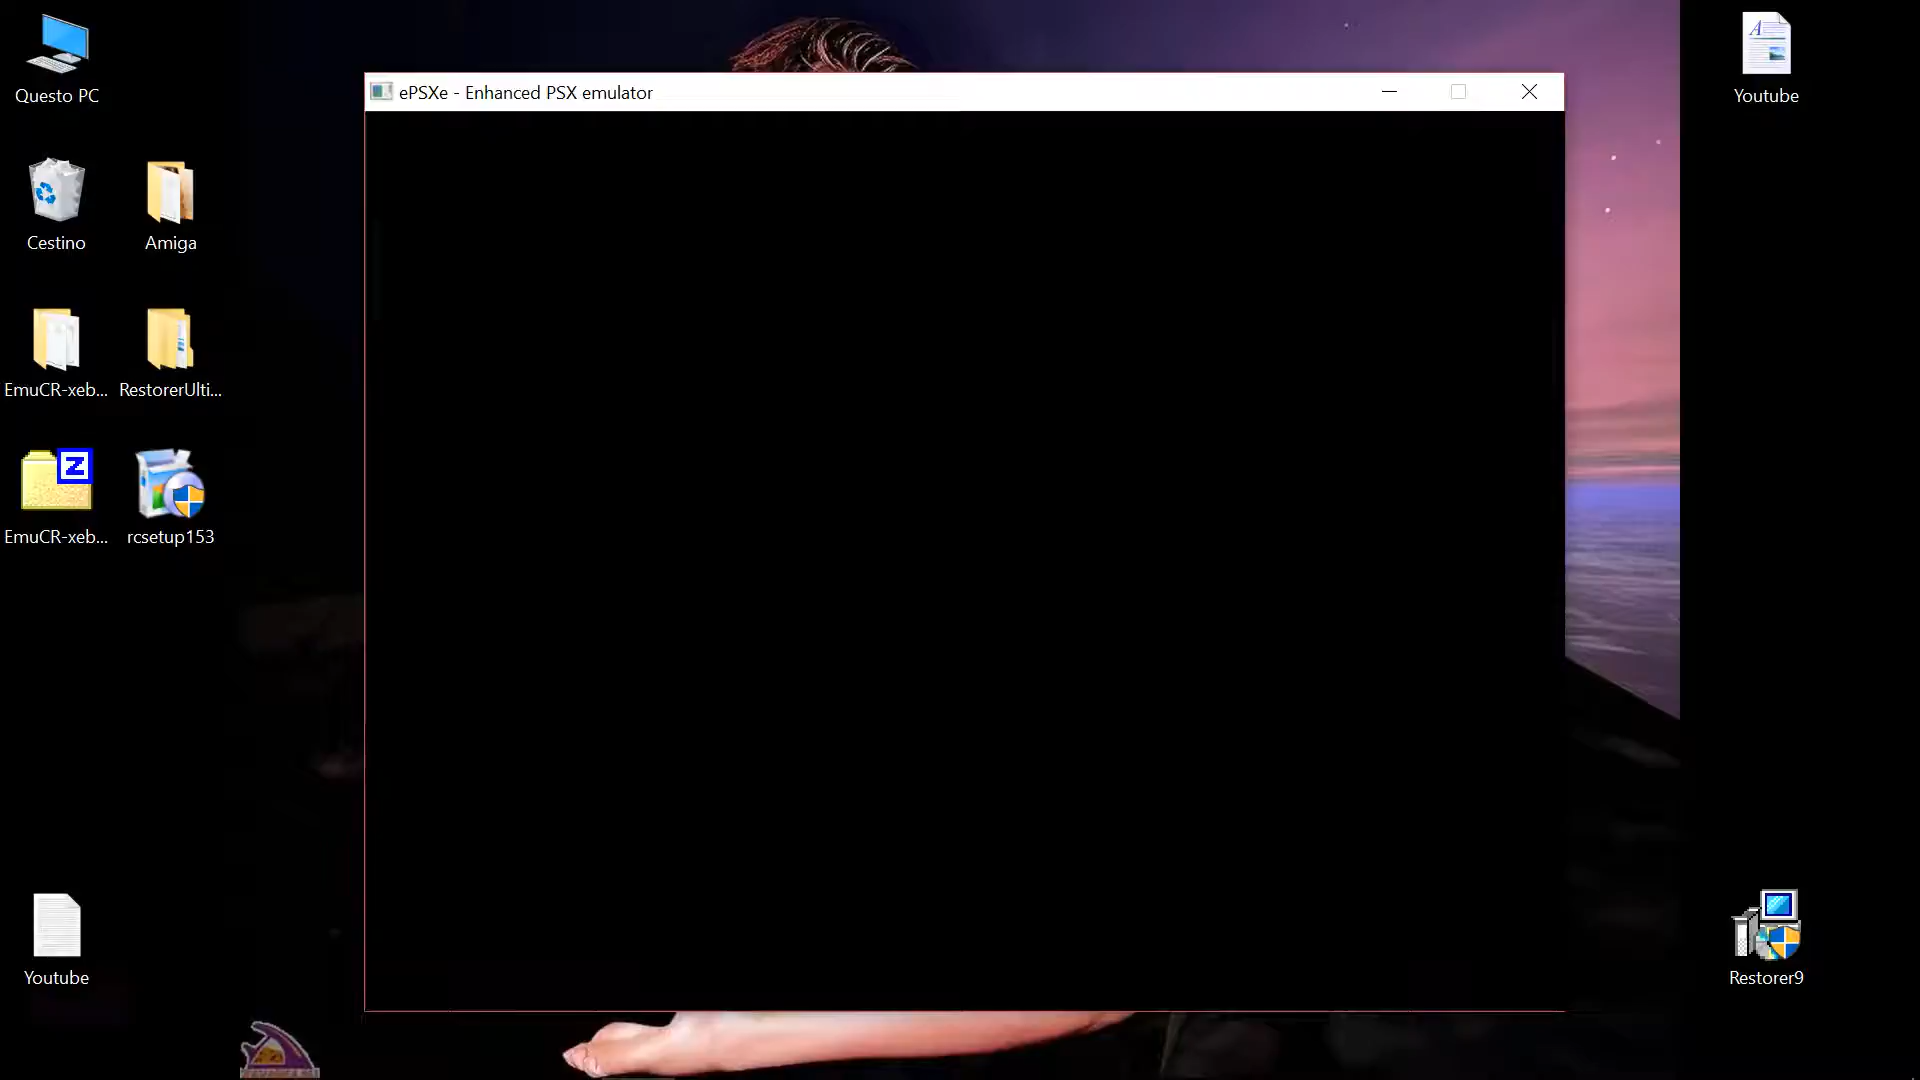 Questo PC
ePSXe - Enhanced PSX emulator
Youtube
Cestino
Amiga
EmuCR-xeb...
RestorerUlti...
Z
EmuCR-xeb...
rcsetup153
Youtube
Restorer9